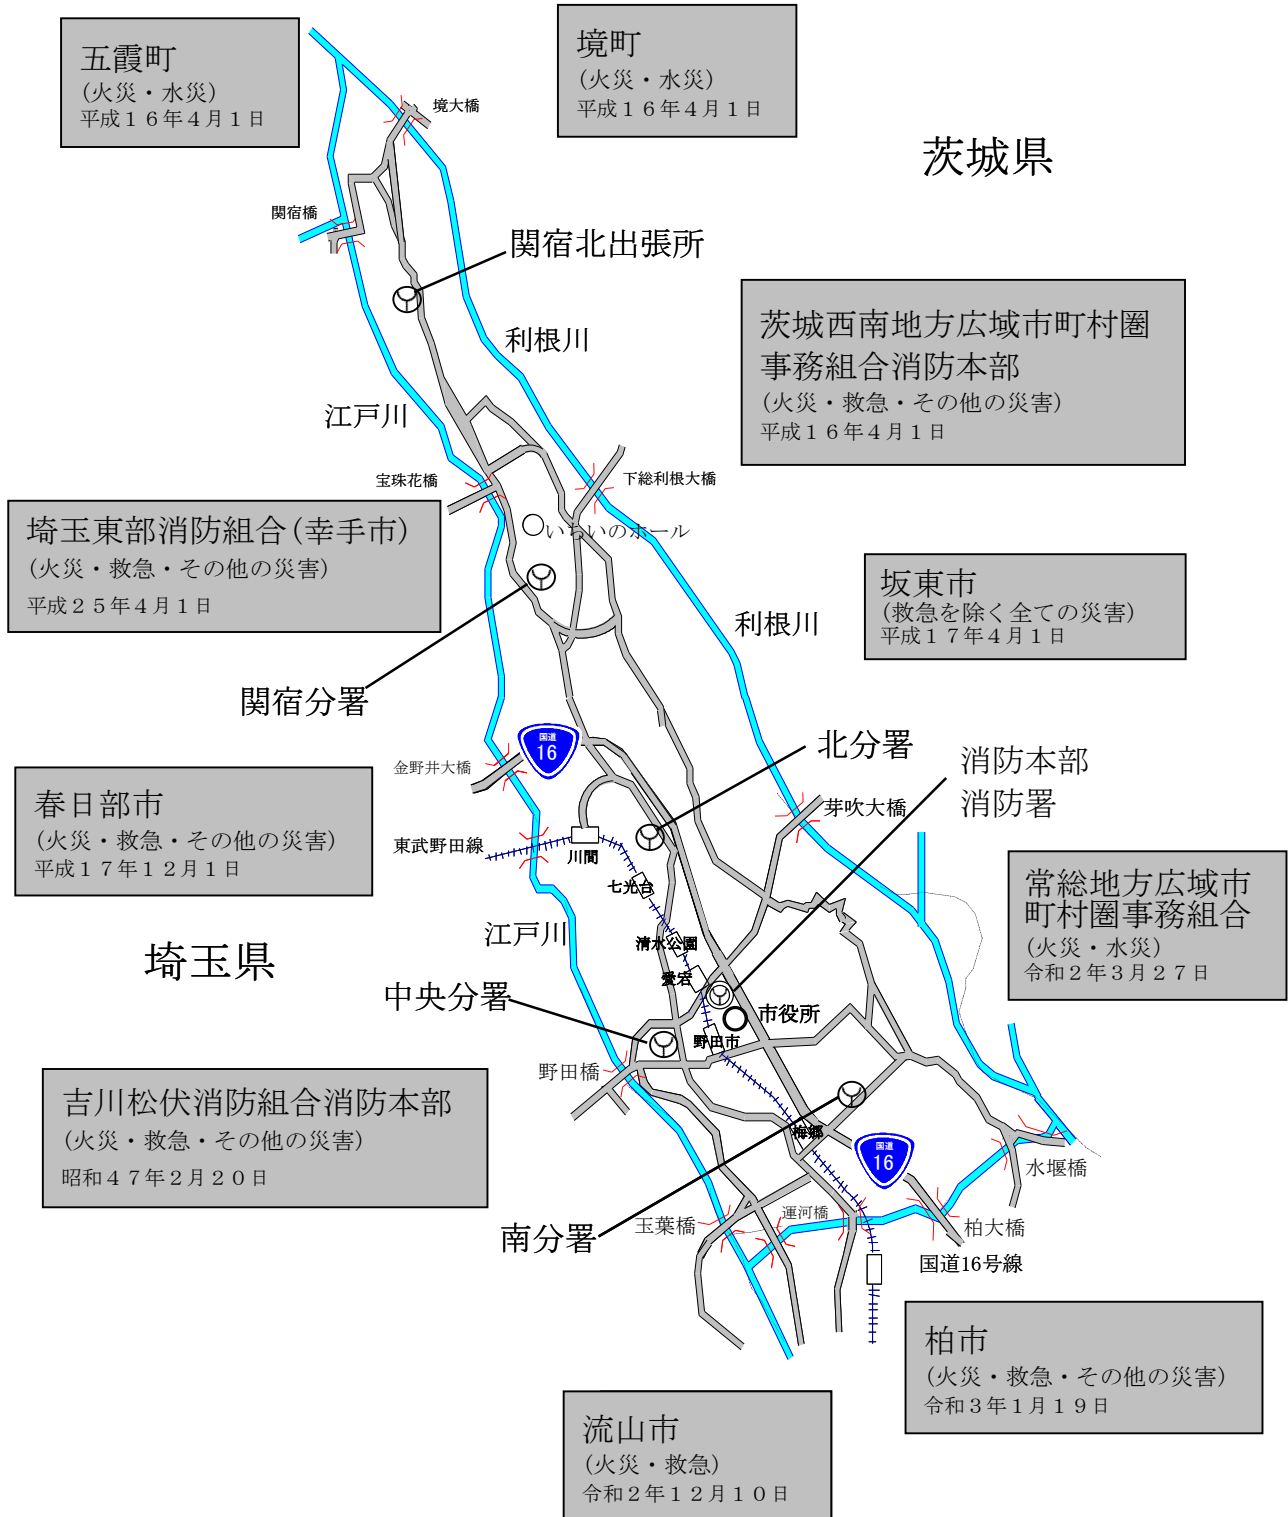 五霞町
(火災・水災)
平成１６年４月１日
境町
(火災・水災)
平成１６年４月１日
境大橋
茨城県
関宿橋
関宿北出張所
利根川
茨城西南地方広域市町村圏
事務組合消防本部
(火災・救急・その他の災害)
平成１６年４月１日
江戸川
宝珠花橋
下総利根大橋
いちいのホール
埼玉東部消防組合(幸手市)
(火災・救急・その他の災害)
平成２５年４月１日
坂東市
(救急を除く全ての災害)
平成１７年４月１日
利根川
関宿分署
国道
16
北分署
消防本部
消防署
金野井大橋
春日部市
(火災・救急・その他の災害)
平成１７年１２月１日
芽吹大橋
東武野田線
川間
七光台
常総地方広域市
町村圏事務組合
(火災・水災)
令和２年３月２７日
江戸川
清水公園
埼玉県
愛宕
中央分署
市役所
野田市
野田橋
吉川松伏消防組合消防本部
(火災・救急・その他の災害)
昭和４７年２月２０日
梅郷
国道
16
水堰橋
南分署
玉葉橋
運河橋
柏大橋
国道16号線
柏市
(火災・救急・その他の災害)
令和３年１月１９日
流山市
(火災・救急)
令和２年１２月１０日